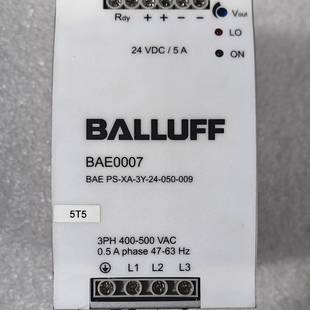 Rdy + + - - Vout
LO
24 VDC / 5 A
ON
BALLUFF
BAE0007
BAE PS-XA-3Y-24-050-009
5T5
3PH 400-500 VAC
0.5 A phase 47-63 Hz
L1 L2 L3